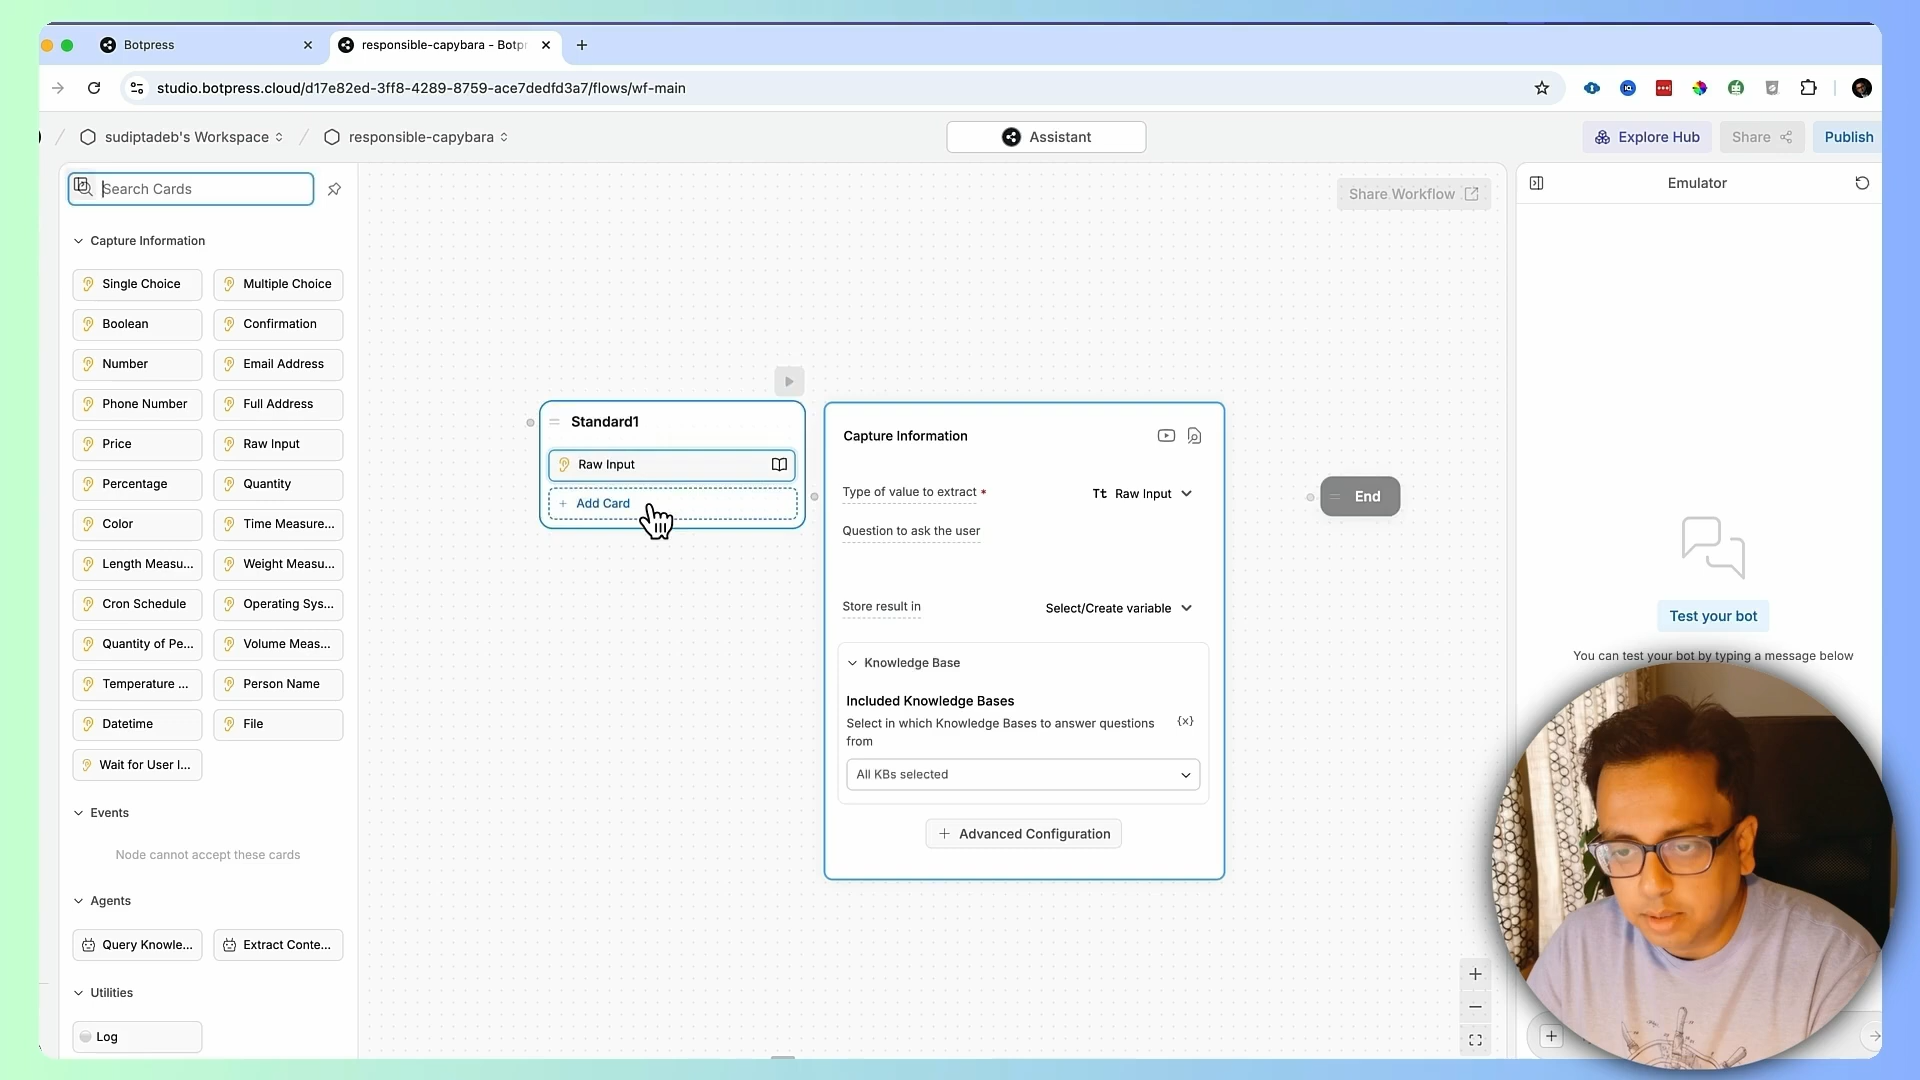 Botpress
responsible-capybara - Botpr
studio.botpress.cloud/d17e82ed-3ff8-4289-8759-ace7dedfd3a7/flows/wf-main
sudiptadeb's Workspace
responsible-capybara
Assistant
Explore Hub
Share
Publish
Search Cards
Capture Information
Single Choice
Multiple Choice
Boolean
Confirmation
Number
Email Address
Phone Number
Full Address
Price
Raw Input
Percentage
Quantity
Color
Time Measure...
Length Measu...
Weight Measu...
Cron Schedule
Operating Sys...
Quantity of Pe...
Volume Meas...
Temperature ...
Person Name
Datetime
File
Wait for User I...
Events
Node cannot accept these cards
Agents
Query Knowle...
Extract Conte...
Utilities
Log
Share Workflow
Standard1
Raw Input
+ Add Card
Capture Information
Type of value to extract *
Tt Raw Input
Question to ask the user
Store result in
Select/Create variable
Knowledge Base
Included Knowledge Bases
Select in which Knowledge Bases to answer questions
from
{x}
All KBs selected
+ Advanced Configuration
End
Emulator
Test your bot
You can test your bot by typing a message below